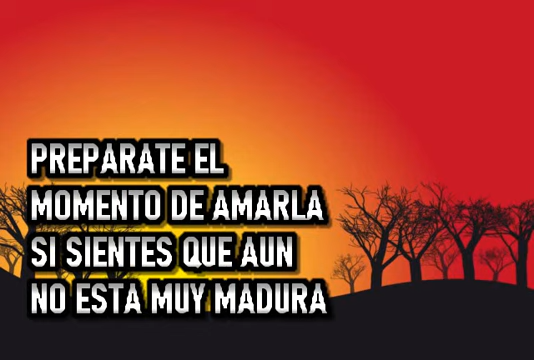 PREPARATE EL
MOMENTO DE AMARLA
SI SIENTES QUE AUN
NO ESTA MUY MADURA